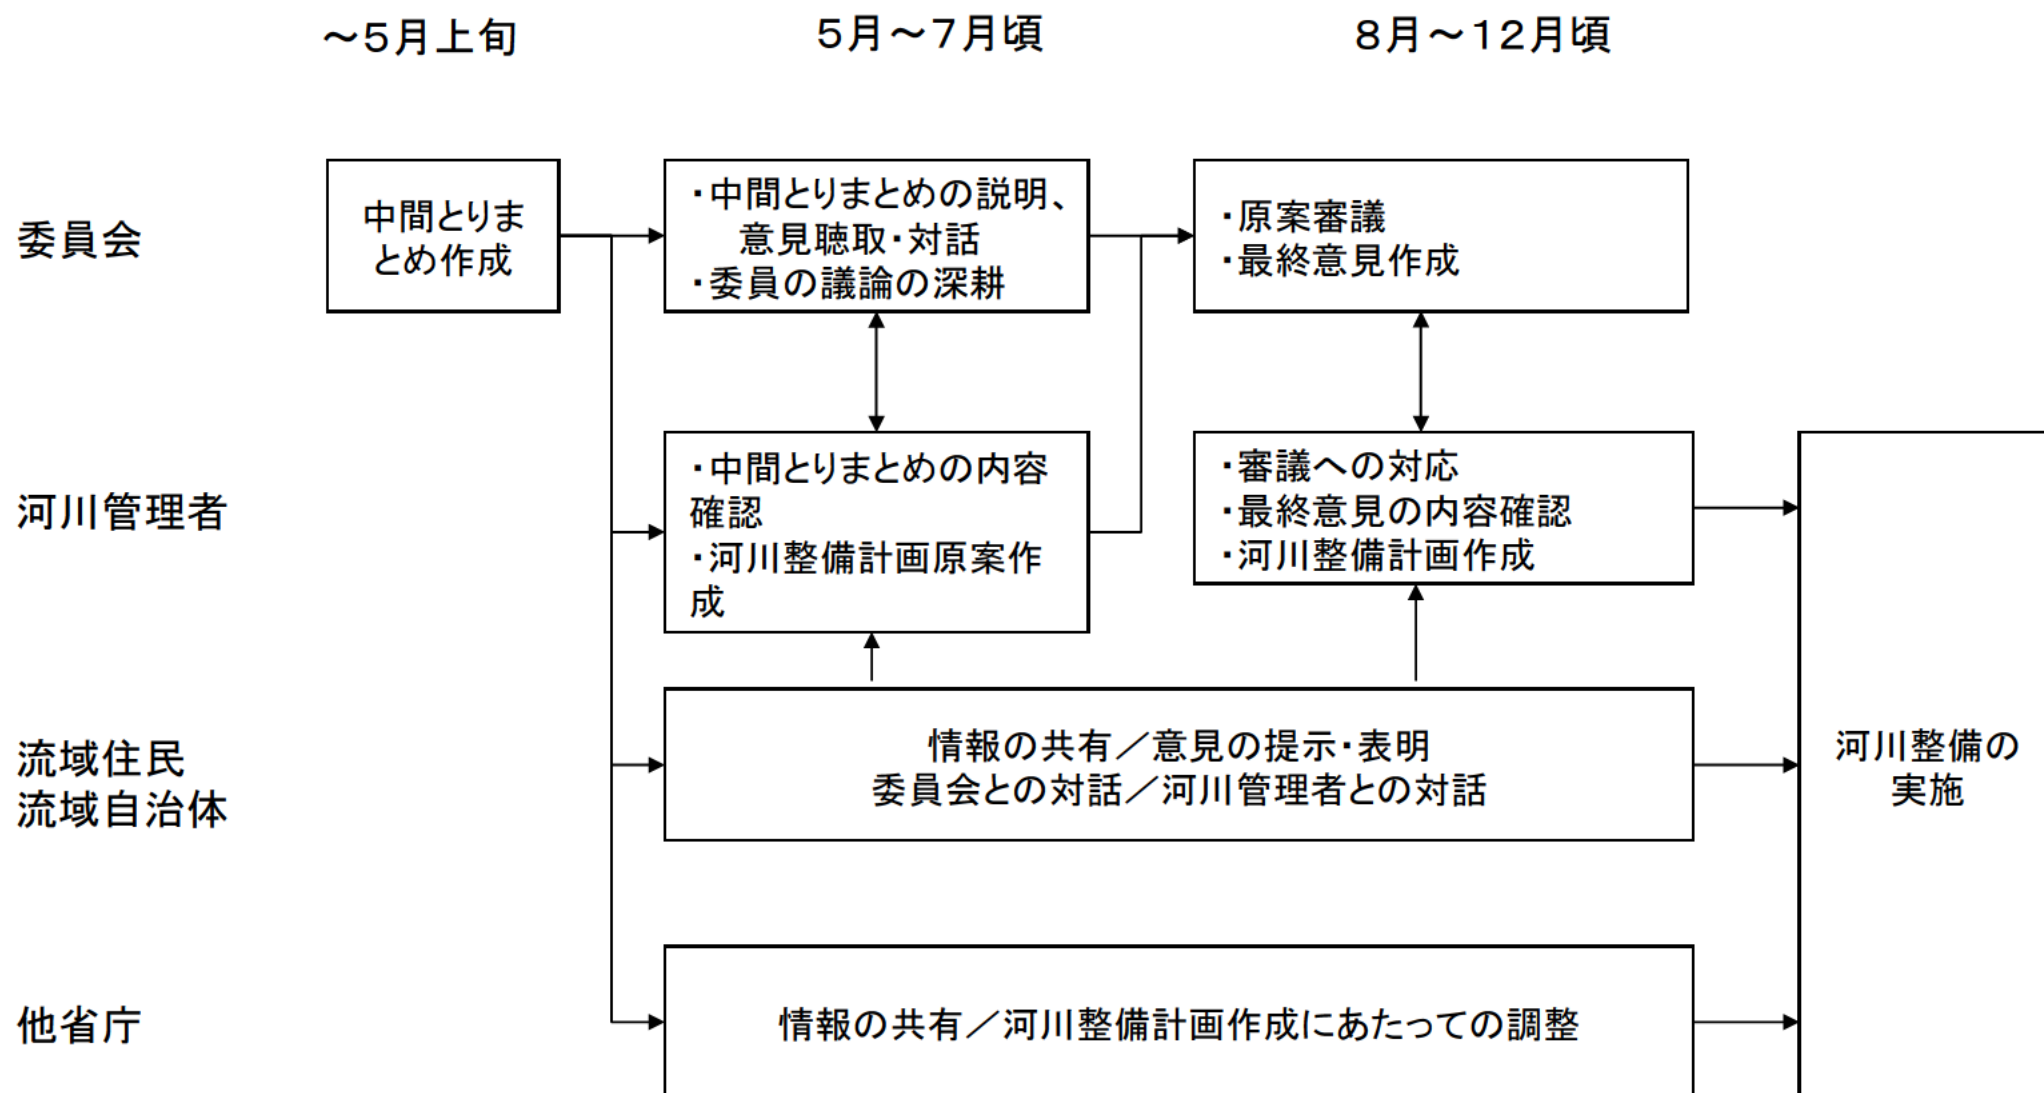 ～5月上旬
5月～7月頃
8月～12月頃
委員会
中間とりま
とめ作成
・中間とりまとめの説明、
意見聴取・対話
・委員の議論の深耕
・原案審議
・最終意見作成
河川管理者
・中間とりまとめの内容
確認
・河川整備計画原案作
成
・審議への対応
・最終意見の内容確認
・河川整備計画作成
流域住民
流域自治体
情報の共有／意見の提示・表明
委員会との対話／河川管理者との対話
河川整備の
実施
他省庁
情報の共有／河川整備計画作成にあたっての調整